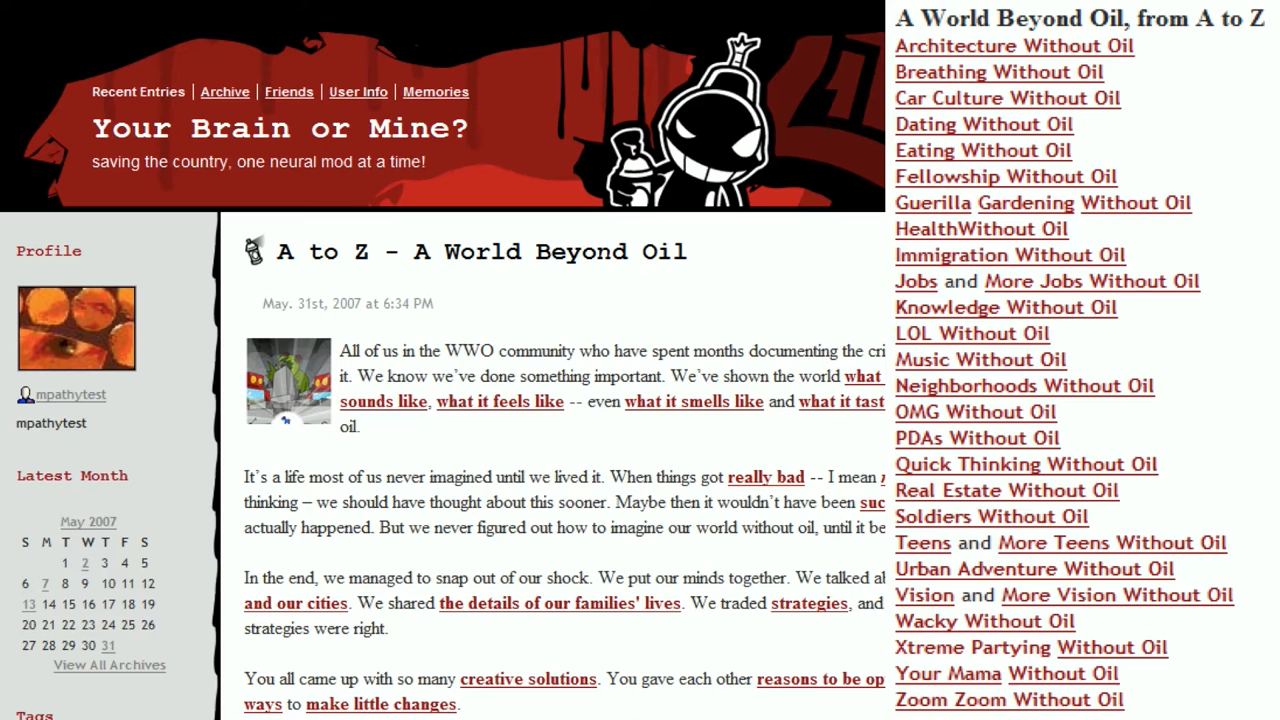 Recent Entries | Archive | Friends | User Info | Memories
Your Brain or Mine?
saving the country, one neural mod at a time!
Profile
mpathytest
mpathytest
Latest Month
May 2007
S M T W T F S
1 2 3 4 5
6 7 8 9 10 11 12
13 14 15 16 17 18 19
20 21 22 23 24 25 26
27 28 29 30 31
View All Archives
Tags
A to Z - A World Beyond Oil
May. 31st, 2007 at 6:34 PM
All of us in the WWO community who have spent months documenting the cri
it. We know we've done something important. We've shown the world what
sounds like, what it feels like -- even what it smells like and what it tast
oil.
It's a life most of us never imagined until we lived it. When things got really bad -- I mean
thinking – we should have thought about this sooner. Maybe then it wouldn't have been suc
actually happened. But we never figured out how to imagine our world without oil, until it be
In the end, we managed to snap out of our shock. We put our minds together. We talked ab
and our cities. We shared the details of our families' lives. We traded strategies, and
strategies were right.
You all came up with so many creative solutions. You gave each other reasons to be op
ways to make little changes.
A World Beyond Oil, from A to Z
Architecture Without Oil
Breathing Without Oil
Car Culture Without Oil
Dating Without Oil
Eating Without Oil
Fellowship Without Oil
Guerilla Gardening Without Oil
HealthWithout Oil
Immigration Without Oil
Jobs and More Jobs Without Oil
Knowledge Without Oil
LOL Without Oil
Music Without Oil
Neighborhoods Without Oil
OMG Without Oil
PDAs Without Oil
Quick Thinking Without Oil
Real Estate Without Oil
Soldiers Without Oil
Teens and More Teens Without Oil
Urban Adventure Without Oil
Vision and More Vision Without Oil
Wacky Without Oil
Xtreme Partying Without Oil
Your Mama Without Oil
Zoom Zoom Without Oil